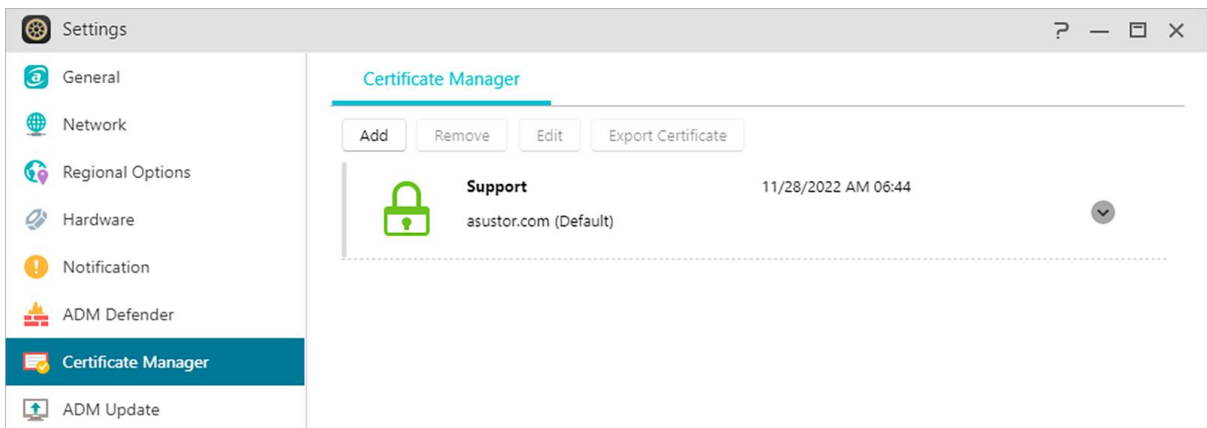 Settings
General
Network
Regional Options
Hardware
Notification
ADM Defender
Certificate Manager
ADM Update
Certificate Manager
Add Remove Edit Export Certificate
Support 11/28/2022 AM 06:44
asustor.com (Default)